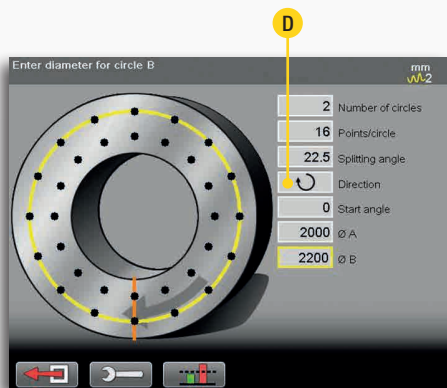 D
Enter diameter for circle B
mm
2
2 Number of circles
16 Points/circle
22.5 Splitting angle
Direction
0 Start angle
2000 Ø A
2200 Ø B